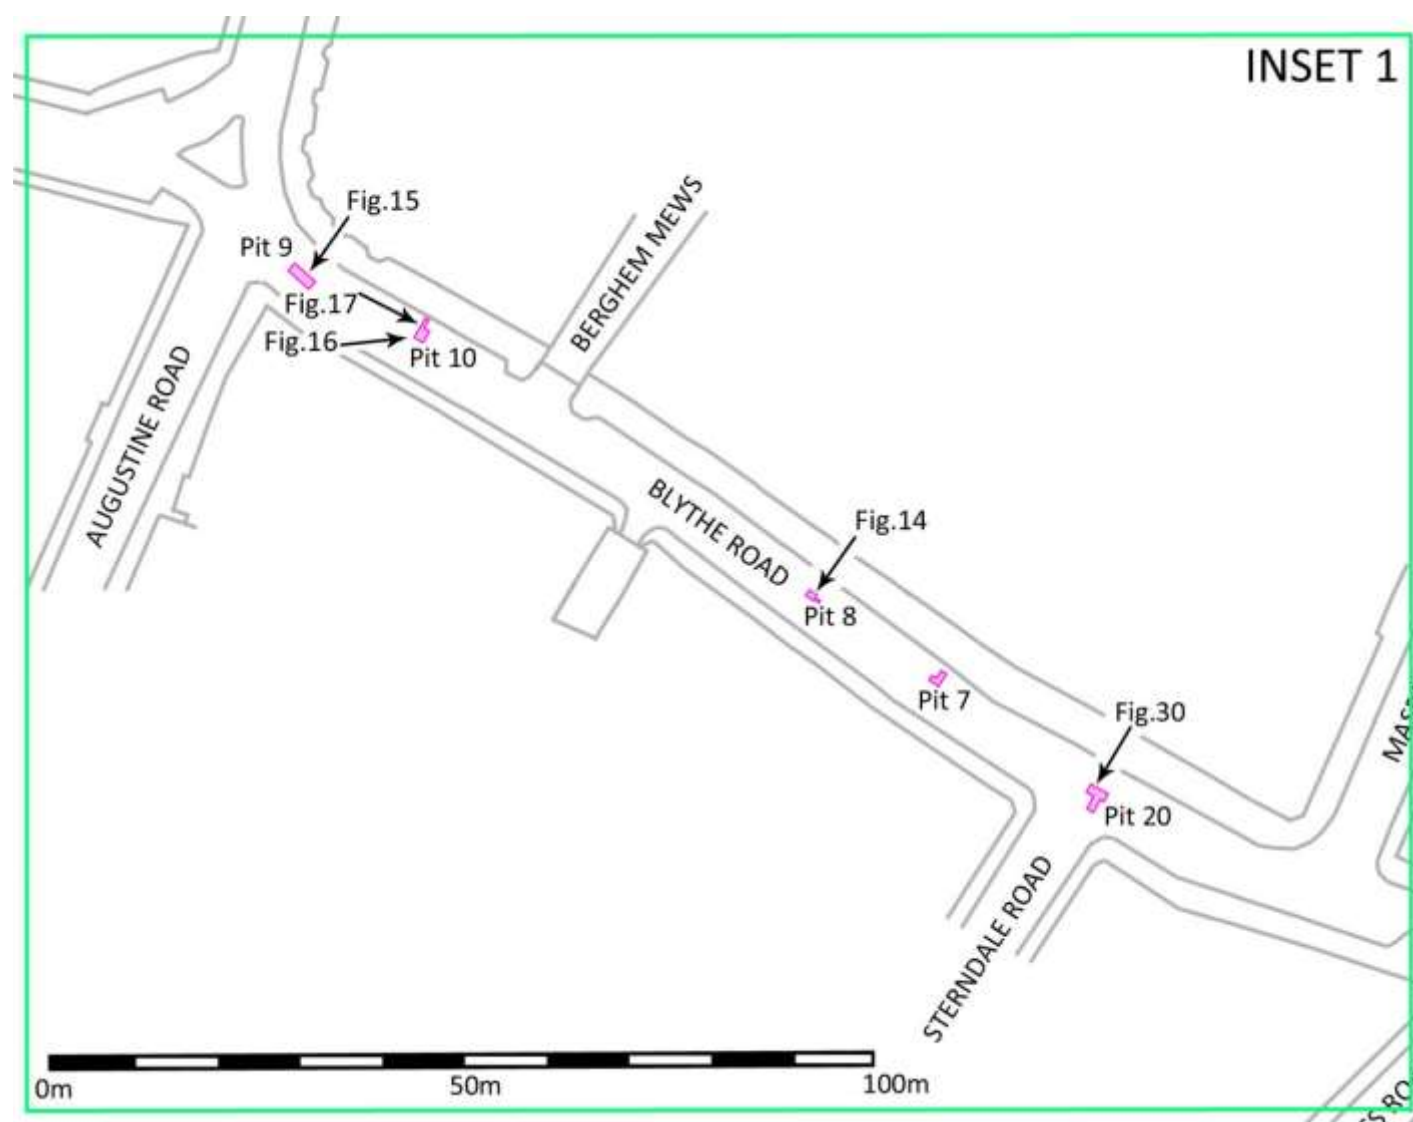 INSET 1
Fig.15
Pit 9
Fig.17
Fig.16
Pit 10
BERGHEM MEWS
AUGUSTINE ROAD
BLYTHE ROAD
Fig.14
Pit 8
Pit 7
Fig.30
Pit 20
STERNDALE ROAD
0m
50m
100m